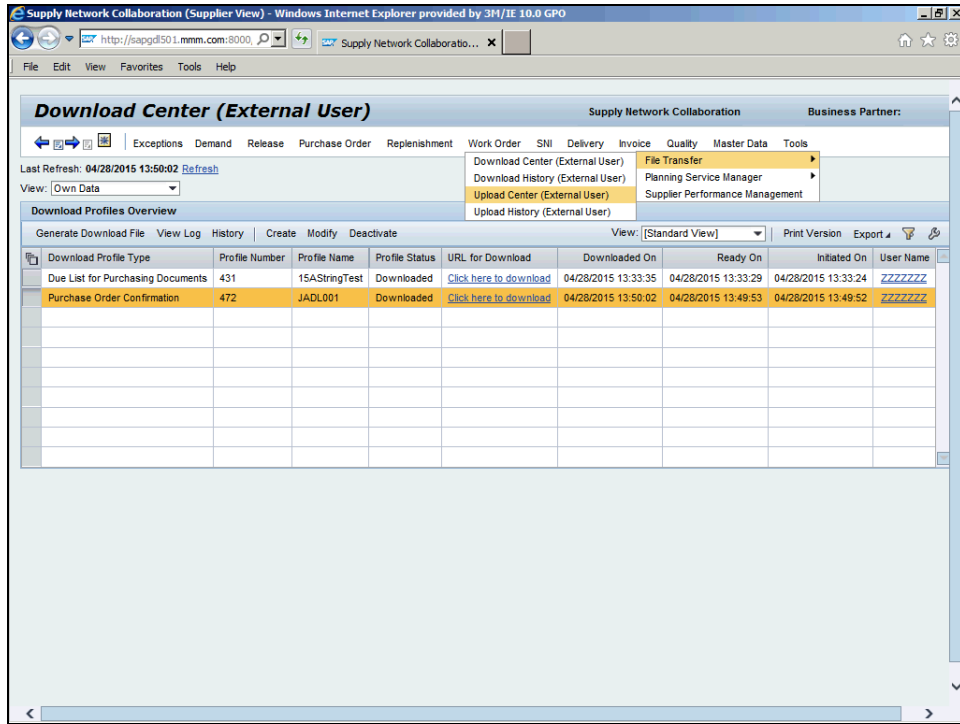 Supply Network Collaboration (Supplier View) - Windows Internet Explorer provided by 3M/IE 10.0 GPO
http://sapgdl501.mmm.com:8000, Supply Network Collaboratio...
File Edit View Favorites Tools Help
Download Center (External User) Supply Network Collaboration Business Partner:
Exceptions Demand Release Purchase Order Replenishment Work Order SNI Delivery Invoice Quality Master Data Tools
Download Center (External User) File Transfer
Last Refresh: 04/28/2015 13:50:02 Refresh
Download History (External User) Planning Service Manager
View: Own Data
Upload Center (External User) Supplier Performance Management
Download Profiles Overview
Upload History (External User)
Generate Download File View Log History Create Modify Deactivate View: [Standard View] Print Version Export
Download Profile Type Profile Number Profile Name Profile Status URL for Download Downloaded On Ready On Initiated On User Name
Due List for Purchasing Documents 431 15AStringTest Downloaded Click here to download 04/28/2015 13:33:35 04/28/2015 13:33:29 04/28/2015 13:33:24 ZZZZZZZ
Purchase Order Confirmation 472 JADL001 Downloaded Click here to download 04/28/2015 13:50:02 04/28/2015 13:49:53 04/28/2015 13:49:52 ZZZZZZZ